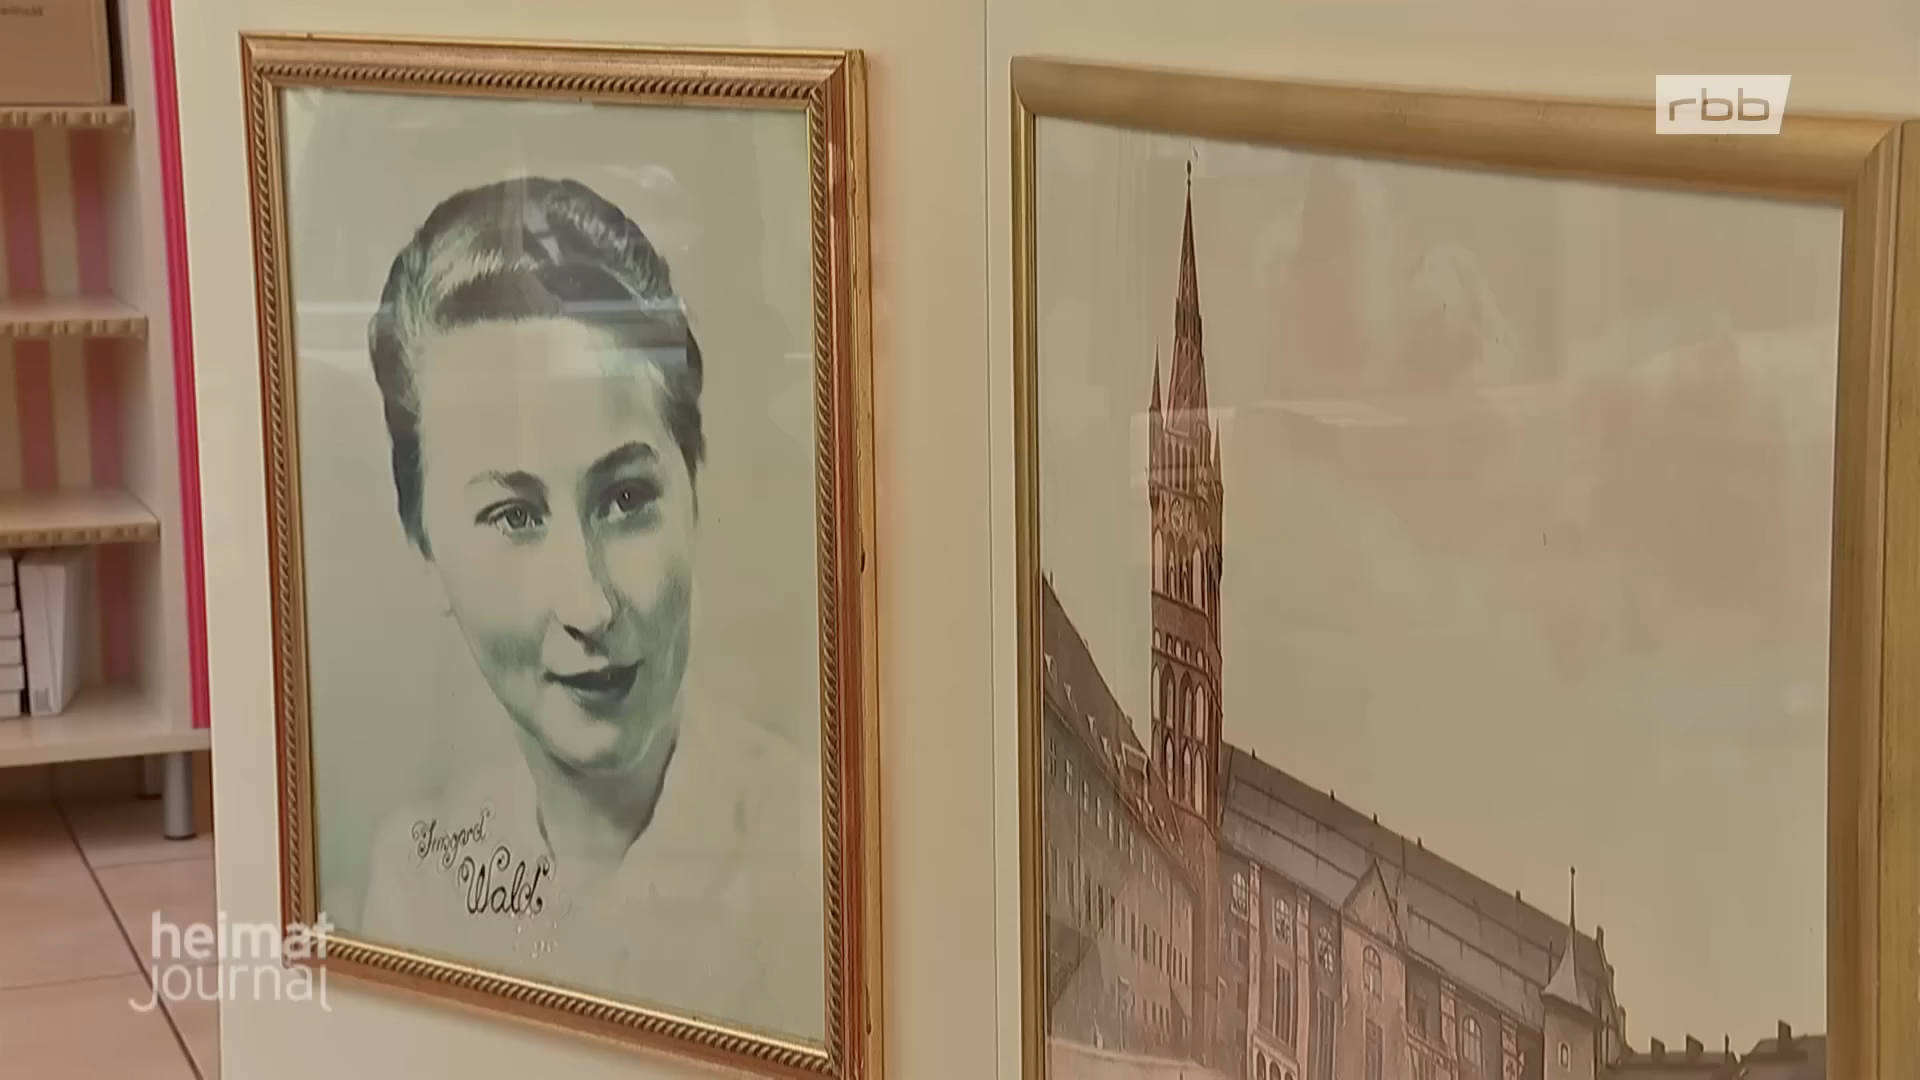 rbb
Irmgard
Wald
heimat
journal